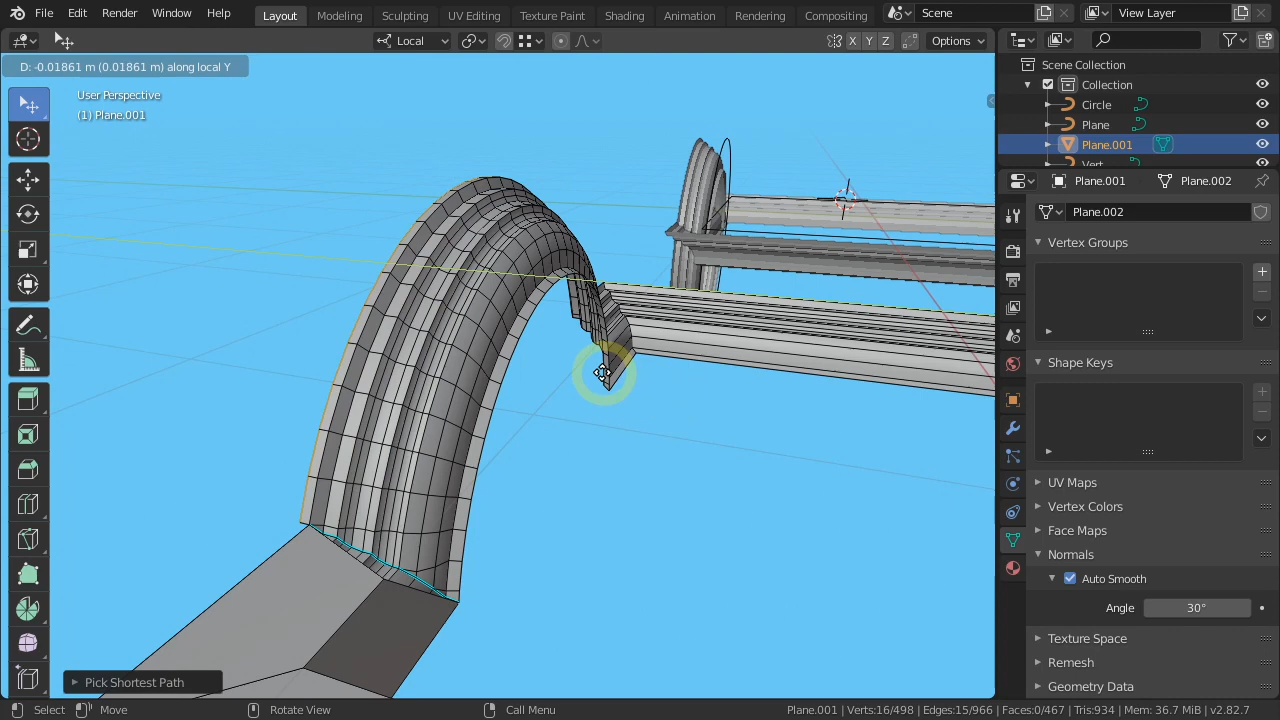 File Edit Render Window Help Layout Modeling Sculpting UV Editing Texture Paint Shading Animation Rendering Compositing Scene View Layer
Local X Y Z Options
D: -0.01861 m (0.01861 m) along local Y
User Perspective
(1) Plane.001
Scene Collection
Collection
Circle
Plane
Plane.001
Vert
Plane.001 Plane.002
Plane.002
Vertex Groups
Shape Keys
UV Maps
Vertex Colors
Face Maps
Normals
Auto Smooth
Angle 30°
Texture Space
Remesh
Geometry Data
Pick Shortest Path
Select Move Rotate View Call Menu Plane.001 | Verts:16/498 | Edges:15/966 | Faces:0/467 | Tris:934 | Mem: 36.7 MiB | v2.82.7